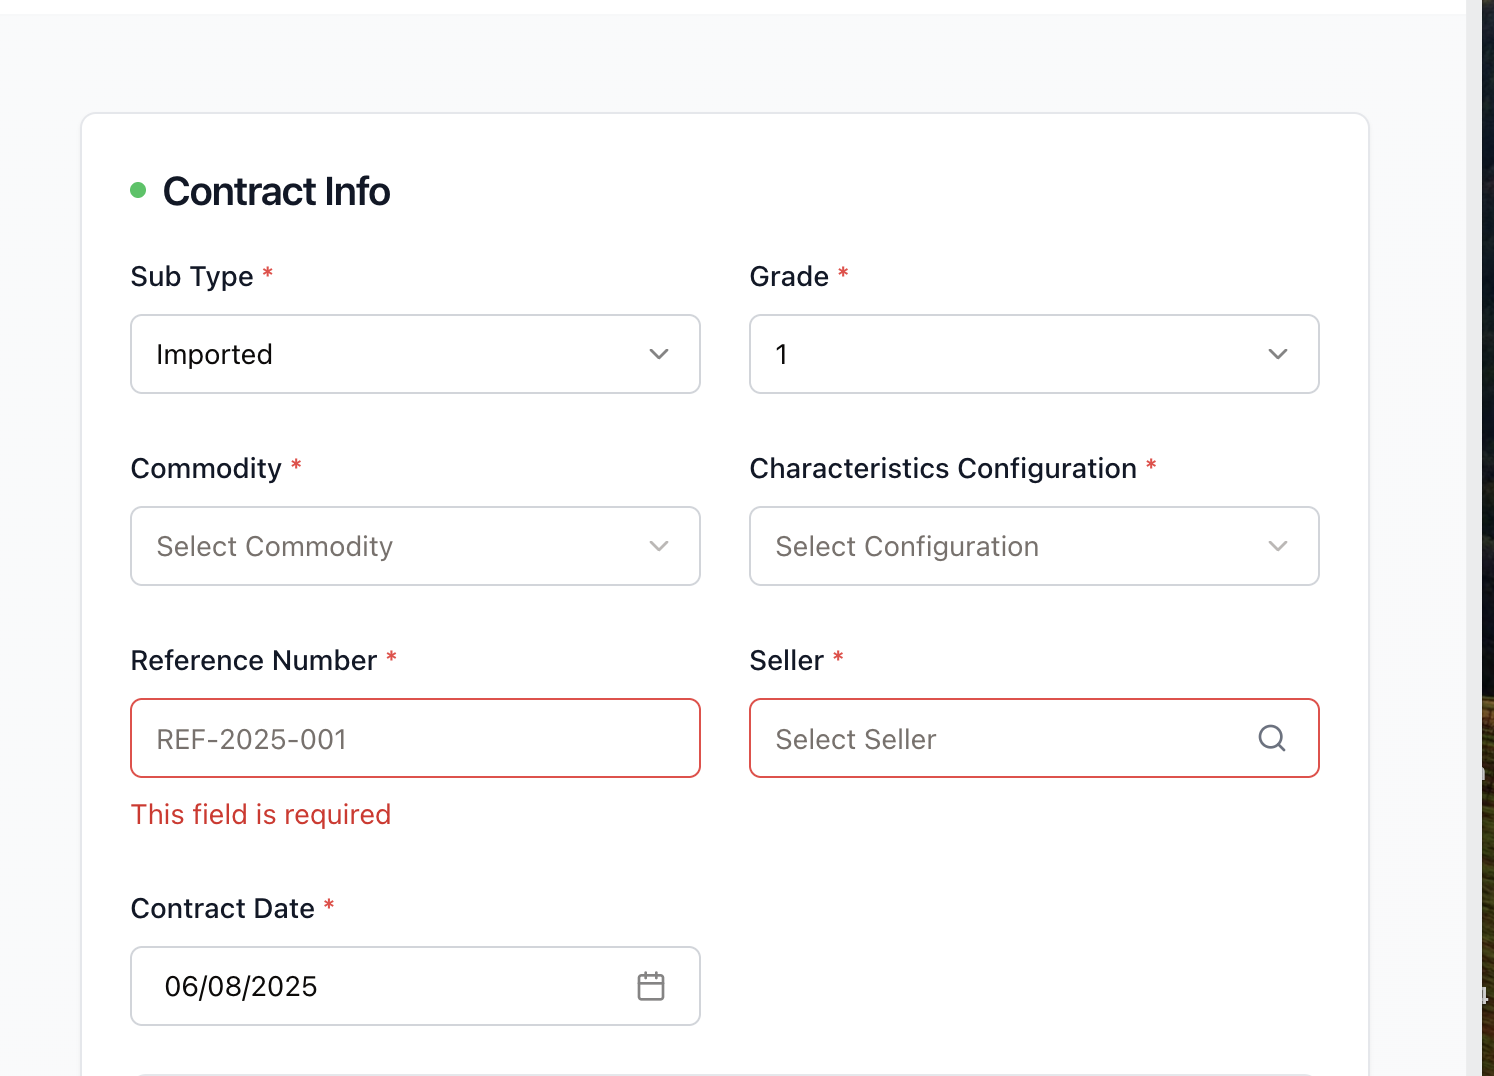 Contract Info
Sub Type *
Grade *
Imported
1
Commodity *
Characteristics Configuration *
Select Commodity
Select Configuration
Reference Number *
Seller *
REF-2025-001
Select Seller
This field is required
Contract Date *
06/08/2025